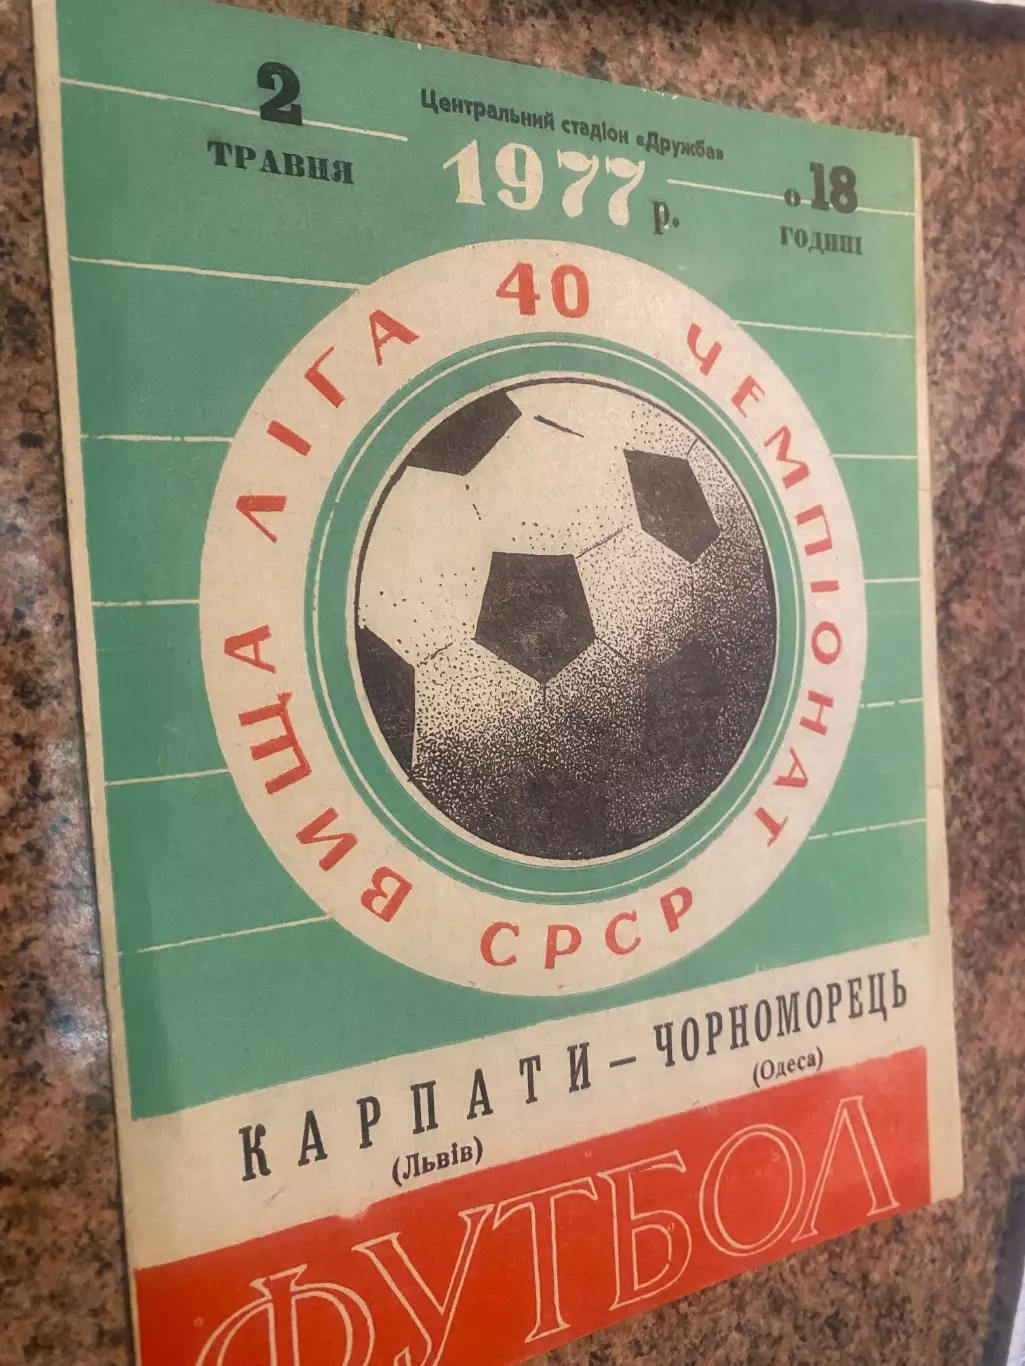 2
ТРАВНЯ
Центральний стадіон «Дружба»
1977 р.
о 18
годині
ВИЩА ЛІГА 40 ЧЕМПІОНАТ
СРСР
КАРПАТИ – ЧОРНОМОРЕЦЬ
(Львів)
(Одеса)
ФУТБОЛ